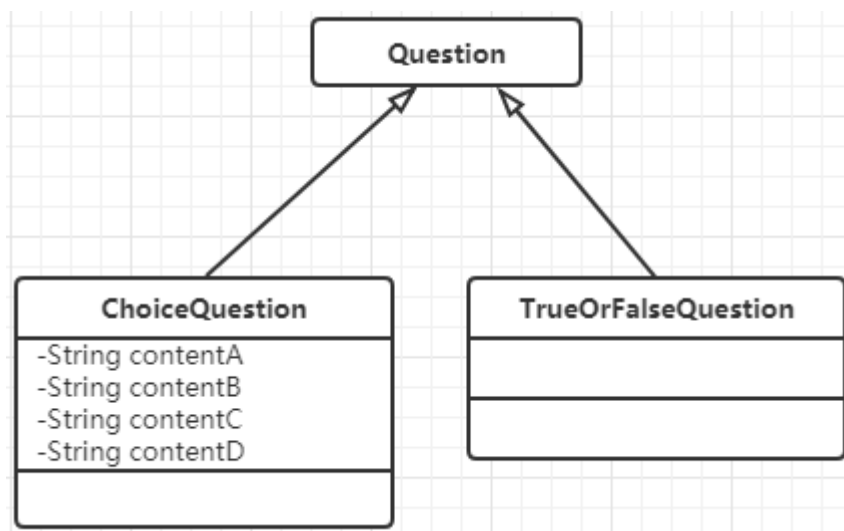 Question
ChoiceQuestion
-String contentA
-String contentB
-String contentC
-String contentD
TrueOrFalseQuestion